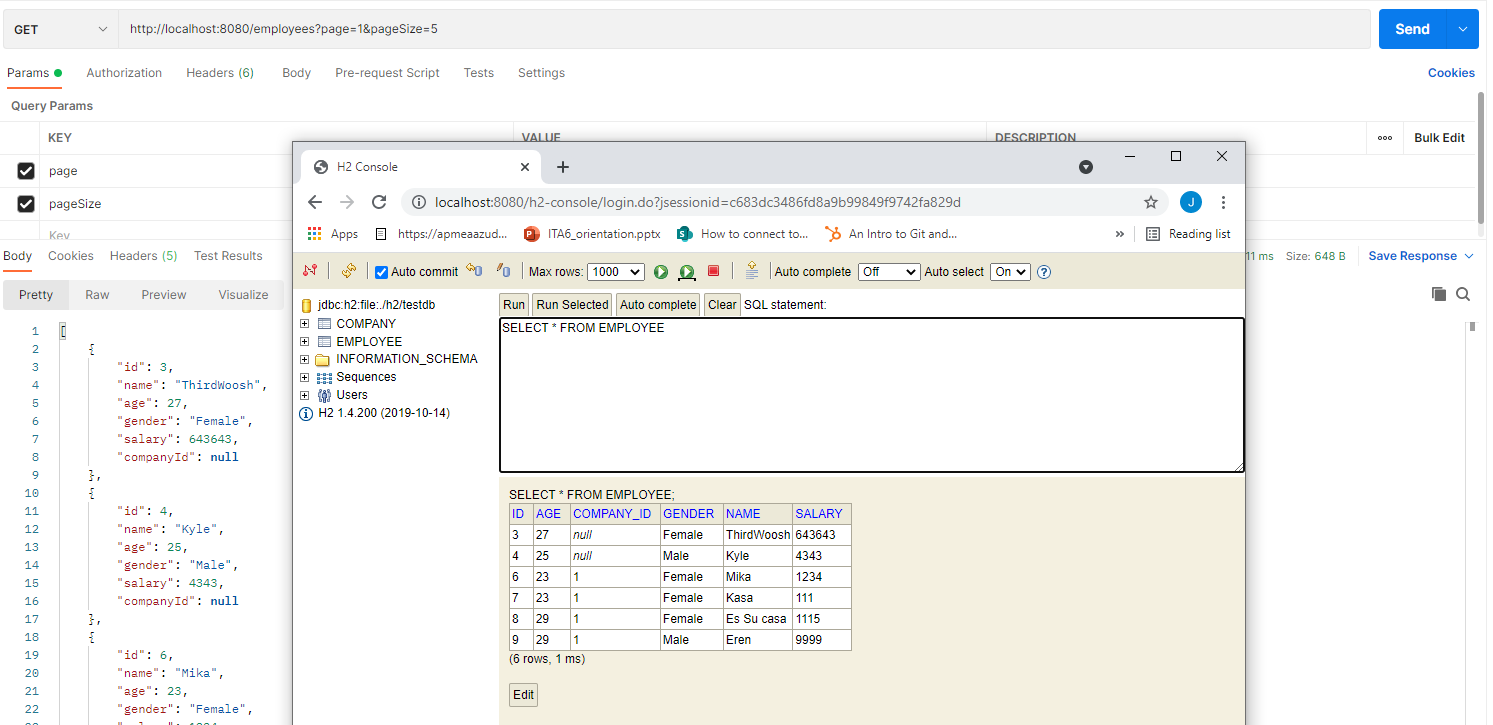 GET http://localhost:8080/employees?page=1&pageSize=5 Send
Params Authorization Headers (6) Body Pre-request Script Tests Settings Cookies
Query Params
KEY VALUE DESCRIPTION Bulk Edit
page
pageSize
Key
Body Cookies Headers (5) Test Results 11 ms Size: 648 B Save Response
Pretty Raw Preview Visualize
1 [
2 {
3 "id": 3,
4 "name": "ThirdWoosh",
5 "age": 27,
6 "gender": "Female",
7 "salary": 643643,
8 "companyId": null
9 },
10 {
11 "id": 4,
12 "name": "Kyle",
13 "age": 25,
14 "gender": "Male",
15 "salary": 4343,
16 "companyId": null
17 },
18 {
19 "id": 6,
20 "name": "Mika",
21 "age": 23,
22 "gender": "Female",
H2 Console
localhost:8080/h2-console/login.do?jsessionid=c683dc3486fd8a9b99849f9742fa829d J
Apps https://apmeaazud... ITA6_orientation.pptx How to connect to... An Intro to Git and... » Reading list
Auto commit Max rows: 1000 Auto complete Off Auto select On
jdbc:h2:file:./h2/testdb
COMPANY
EMPLOYEE
INFORMATION_SCHEMA
Sequences
Users
H2 1.4.200 (2019-10-14)
Run Run Selected Auto complete Clear SQL statement:
SELECT * FROM EMPLOYEE
SELECT * FROM EMPLOYEE;
ID AGE COMPANY_ID GENDER NAME SALARY
3 27 null Female ThirdWoosh 643643
4 25 null Male Kyle 4343
6 23 1 Female Mika 1234
7 23 1 Female Kasa 111
8 29 1 Female Es Su casa 1115
9 29 1 Male Eren 9999
(6 rows, 1 ms)
Edit